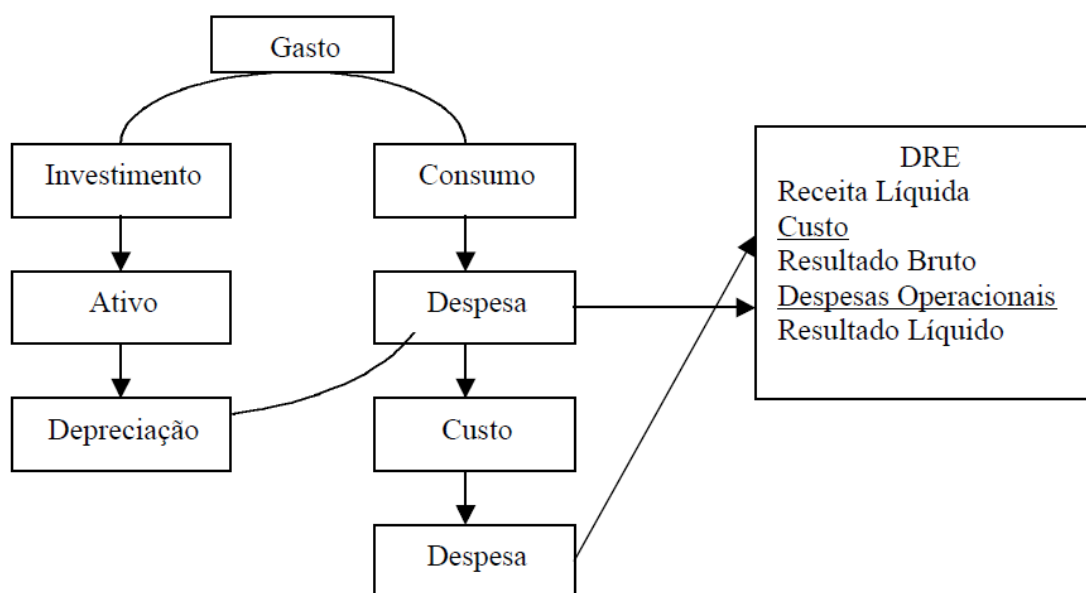 Gasto
Investimento
Consumo
Ativo
Despesa
Depreciação
Custo
Despesa
DRE
Receita Líquida
Custo
Resultado Bruto
Despesas Operacionais
Resultado Líquido